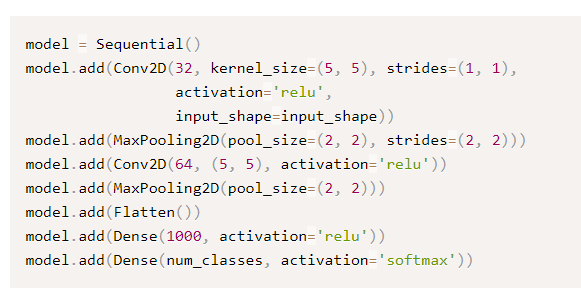 model = Sequential()
model.add(Conv2D(32, kernel_size=(5, 5), strides=(1, 1),
                 activation='relu',
                 input_shape=input_shape))
model.add(MaxPooling2D(pool_size=(2, 2), strides=(2, 2)))
model.add(Conv2D(64, (5, 5), activation='relu'))
model.add(MaxPooling2D(pool_size=(2, 2)))
model.add(Flatten())
model.add(Dense(1000, activation='relu'))
model.add(Dense(num_classes, activation='softmax'))